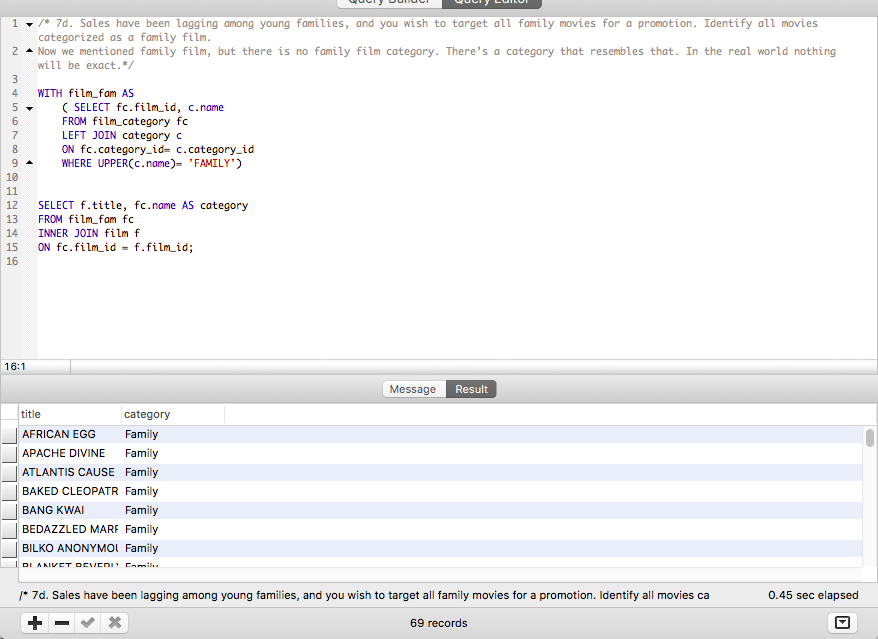 Query Builder Query Editor
1 /* 7d. Sales have been lagging among young families, and you wish to target all family movies for a promotion. Identify all movies
categorized as a family film.
2 Now we mentioned family film, but there is no family film category. There’s a category that resembles that. In the real world nothing
will be exact.*/
3
4 WITH film_fam AS
5 ( SELECT fc.film_id, c.name
6 FROM film_category fc
7 LEFT JOIN category c
8 ON fc.category_id= c.category_id
9 WHERE UPPER(c.name)= 'FAMILY')
10
11
12 SELECT f.title, fc.name AS category
13 FROM film_fam fc
14 INNER JOIN film f
15 ON fc.film_id = f.film_id;
16
16:1
Message Result
title category
AFRICAN EGG Family
APACHE DIVINE Family
ATLANTIS CAUSE Family
BAKED CLEOPATR Family
BANG KWAI Family
BEDAZZLED MARR Family
BILKO ANONYMOU Family
BLANKET BEVERLY Family
/* 7d. Sales have been lagging among young families, and you wish to target all family movies for a promotion. Identify all movies ca 0.45 sec elapsed
69 records